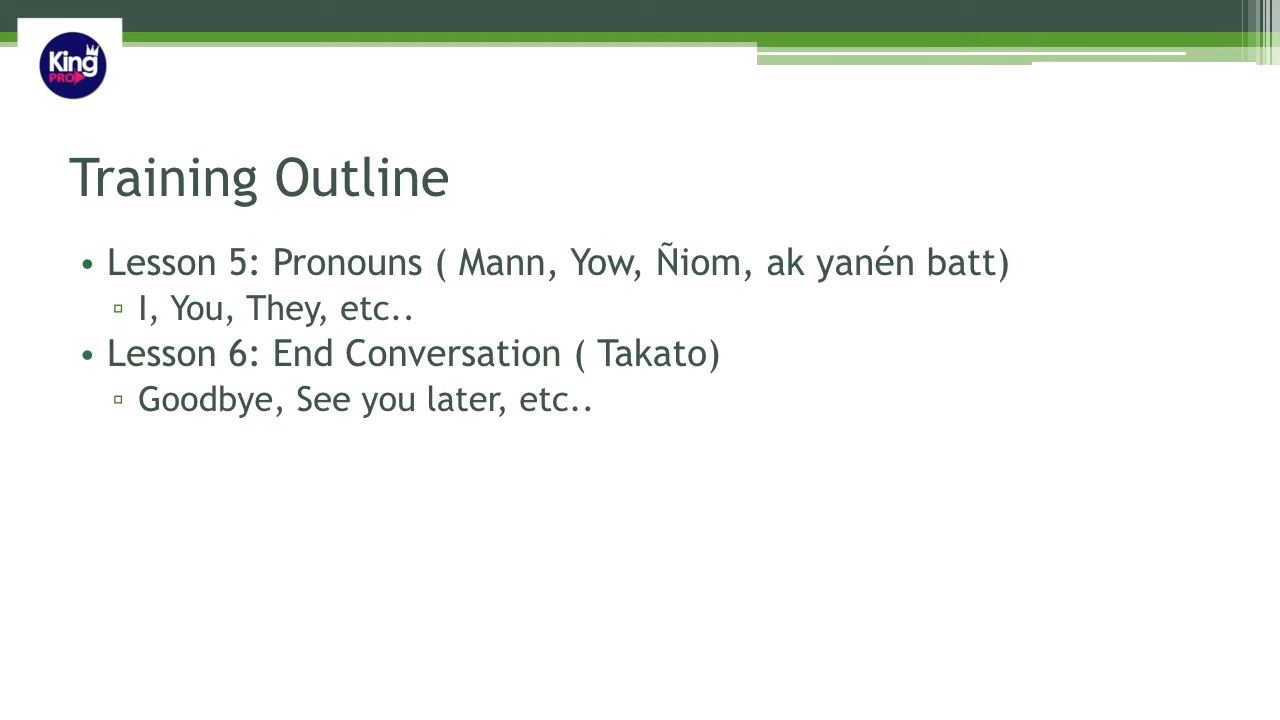 King
PRO
Training Outline
• Lesson 5: Pronouns ( Mann, Yow, Ñiom, ak yanén batt)
▫ I, You, They, etc..
• Lesson 6: End Conversation ( Takato)
▫ Goodbye, See you later, etc..